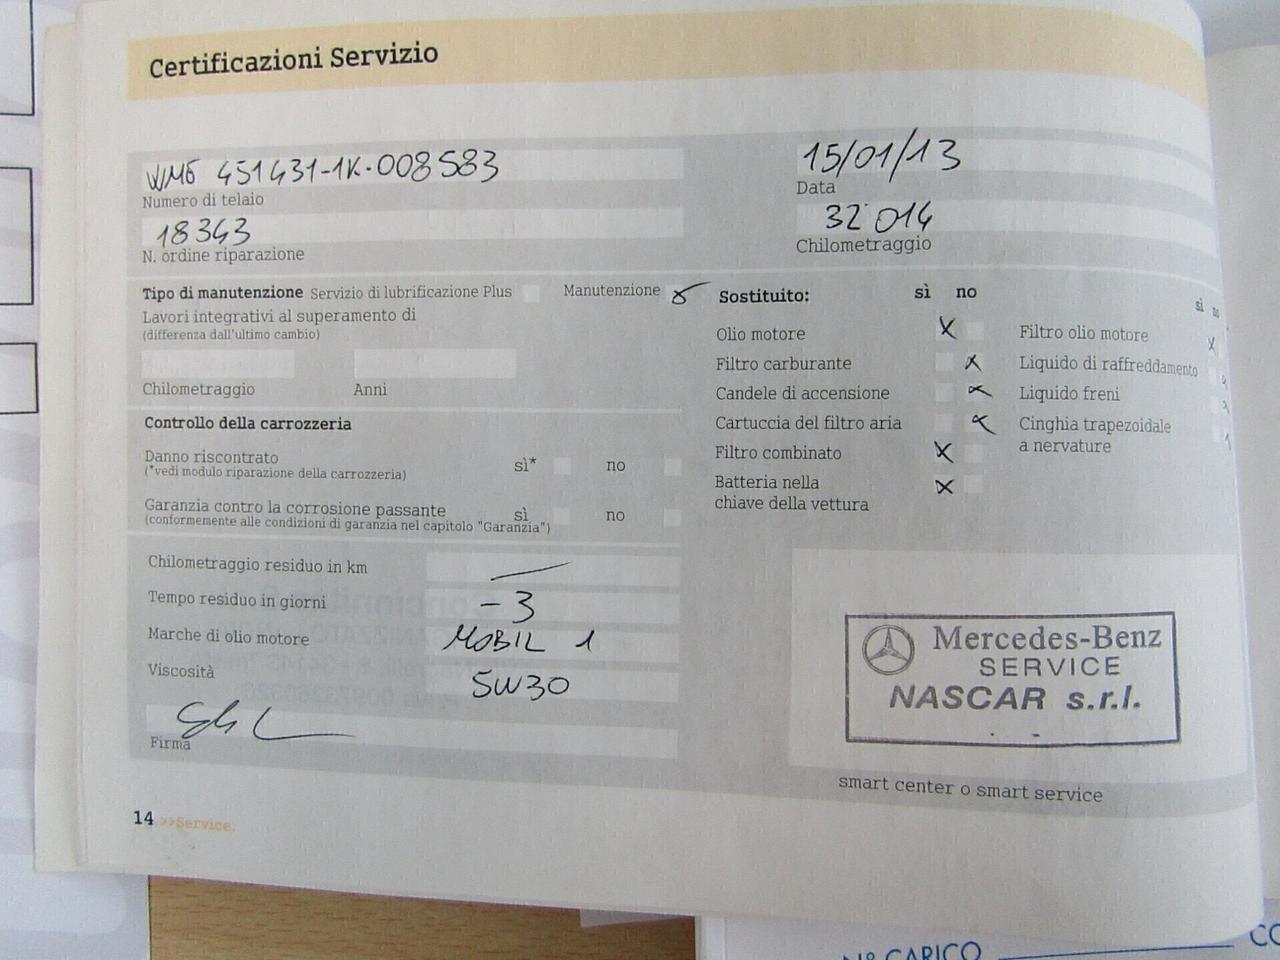 Certificazioni Servizio
WME 451431-1K-008583
Numero di telaio
15/01/13
Data
18343
N. ordine riparazione
32 014
Chilometraggio
Tipo di manutenzione Servizio di lubrificazione Plus Manutenzione
Lavori integrativi al superamento di
(differenza dall'ultimo cambio)
Chilometraggio Anni
Controllo della carrozzeria
Danno riscontrato sì* no
(*vedi modulo riparazione della carrozzeria)
Garanzia contro la corrosione passante sì no
(conformemente alle condizioni di garanzia nel capitolo "Garanzia")
Sostituito: sì no sì no
Olio motore X Filtro olio motore X
Filtro carburante X Liquido di raffreddamento
Candele di accensione X Liquido freni
Cartuccia del filtro aria X Cinghia trapezoidale
a nervature
Filtro combinato X
Batteria nella X
chiave della vettura
Chilometraggio residuo in km —
Tempo residuo in giorni -3
Marche di olio motore MOBIL 1
Viscosità 5W30
Firma
Mercedes-Benz
SERVICE
NASCAR s.r.l.
smart center o smart service
14 >>Service.
N° CARICO